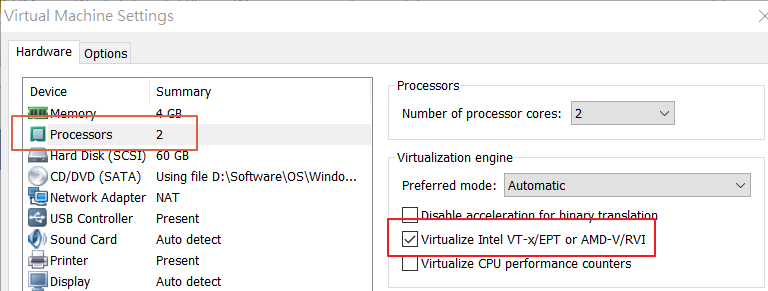 Virtual Machine Settings
Hardware Options
Device Summary
Memory 4 GB
Processors 2
Hard Disk (SCSI) 60 GB
CD/DVD (SATA) Using file D:\Software\OS\Windo...
Network Adapter NAT
USB Controller Present
Sound Card Auto detect
Printer Present
Display Auto detect
Processors
Number of processor cores: 2
Virtualization engine
Preferred mode: Automatic
Disable acceleration for binary translation
Virtualize Intel VT-x/EPT or AMD-V/RVI
Virtualize CPU performance counters